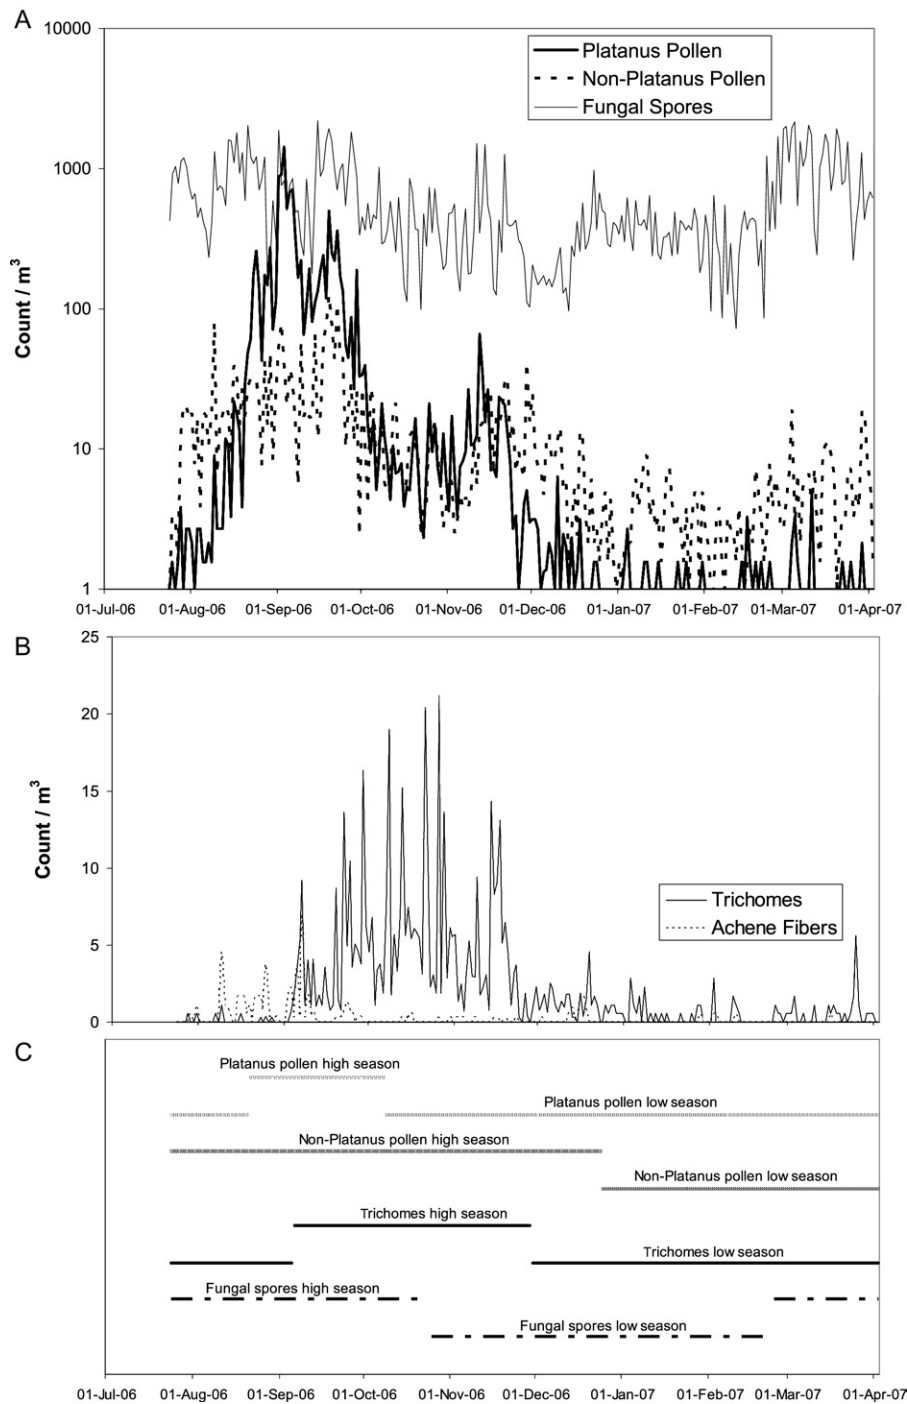 A
10000
1000
100
10
1
Count / m³
Platanus Pollen
Non-Platanus Pollen
Fungal Spores
01-Jul-06 01-Aug-06 01-Sep-06 01-Oct-06 01-Nov-06 01-Dec-06 01-Jan-07 01-Feb-07 01-Mar-07 01-Apr-07
B
25
20
15
10
5
0
Count / m³
Trichomes
Achene Fibers
C
Platanus pollen high season
Platanus pollen low season
Non-Platanus pollen high season
Non-Platanus pollen low season
Trichomes high season
Trichomes low season
Fungal spores high season
Fungal spores low season
01-Jul-06 01-Aug-06 01-Sep-06 01-Oct-06 01-Nov-06 01-Dec-06 01-Jan-07 01-Feb-07 01-Mar-07 01-Apr-07